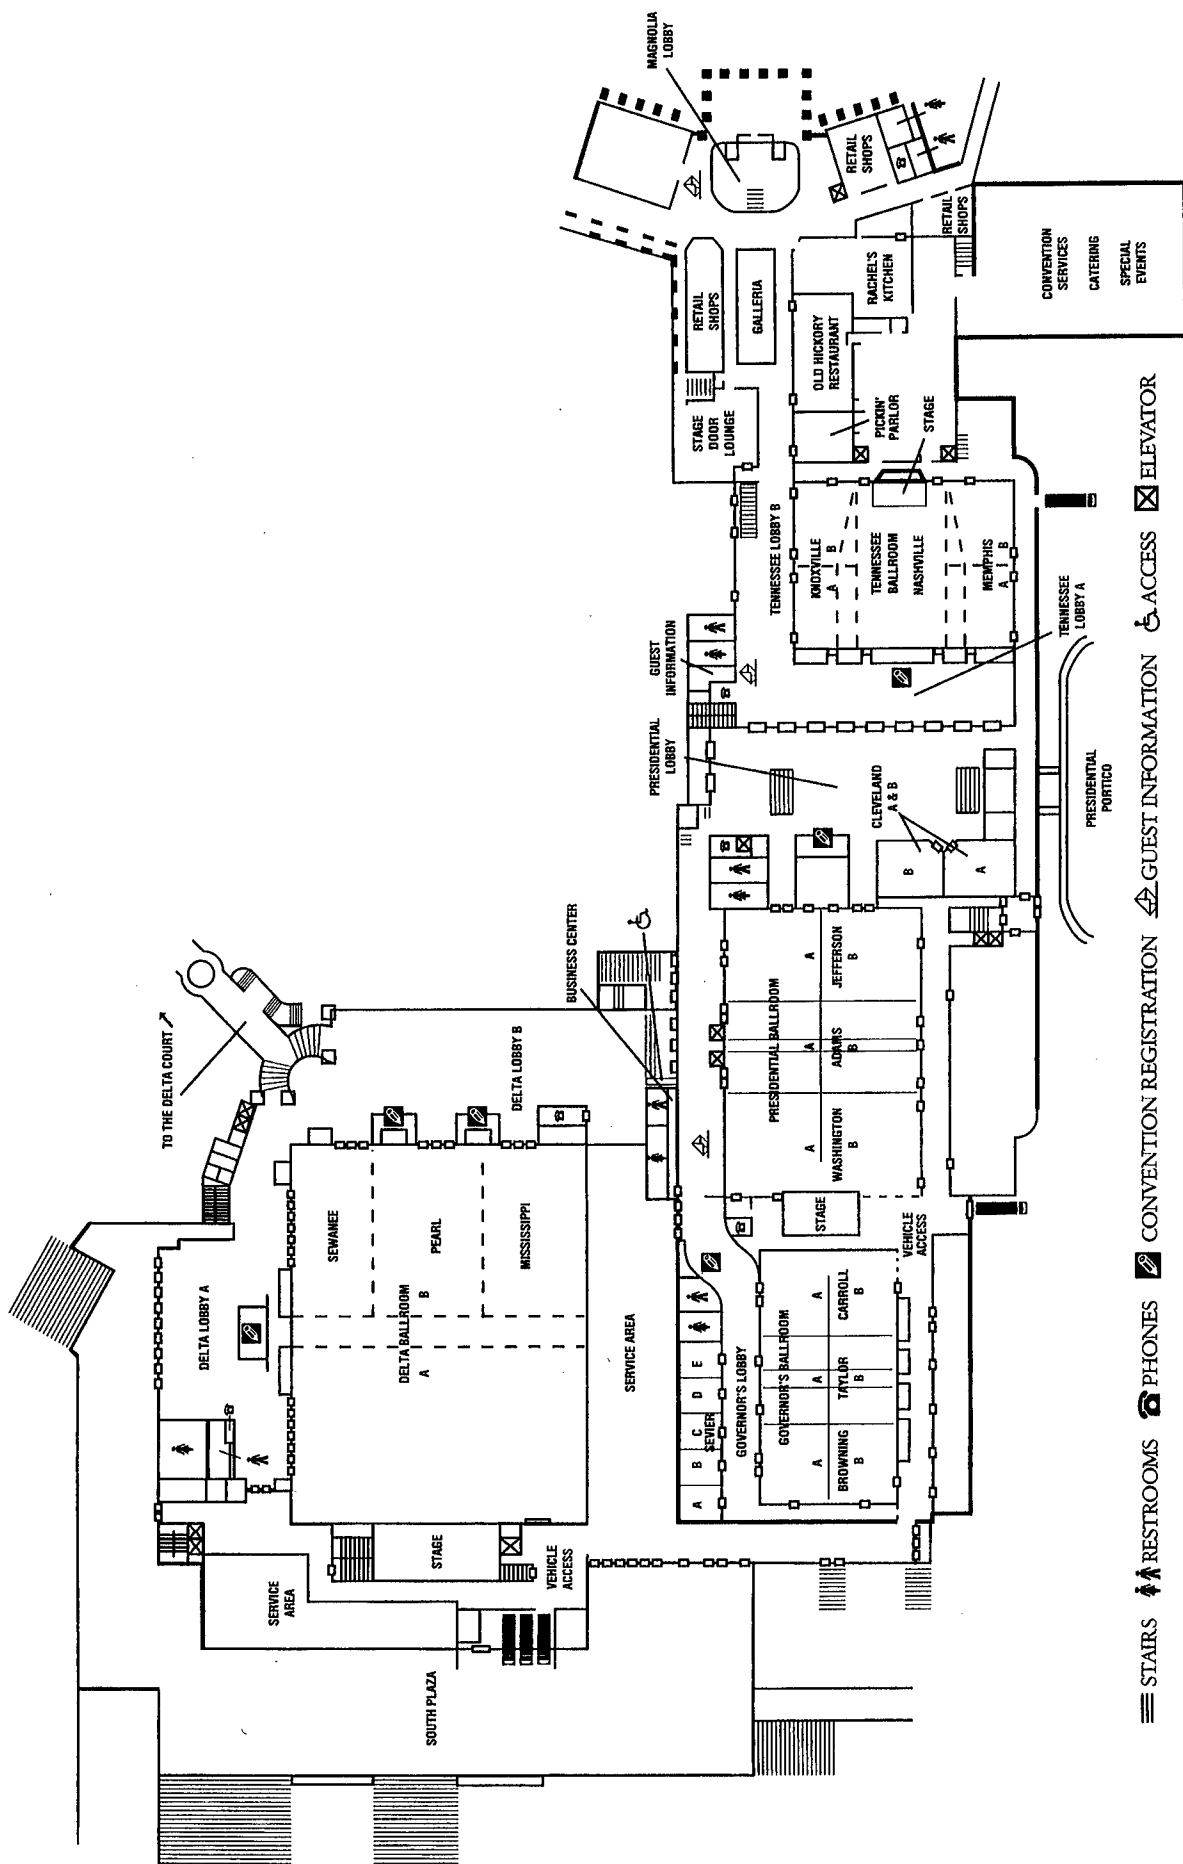 MAGNOLIA
LOBBY
RETAIL
SHOPS
RETAIL
SHOPS
CONVENTION
SERVICES
CATERING
SPECIAL
EVENTS
RETAIL
SHOPS
GALLERIA
RACHEL'S
KITCHEN
OLD HICKORY
RESTAURANT
STAGE
DOOR
LOUNGE
PICKIN'
PARLOR
STAGE
TENNESSEE LOBBY B
KNOXVILLE
A B
TENNESSEE
BALLROOM
NASHVILLE
MEMPHIS
A B
TENNESSEE
LOBBY A
GUEST
INFORMATION
PRESIDENTIAL
LOBBY
CLEVELAND
A & B
B
A
PRESIDENTIAL
PORTICO
BUSINESS CENTER
PRESIDENTIAL BALLROOM
A
JEFFERSON
B
A
ADAMS
B
A
WASHINGTON
B
STAGE
VEHICLE
ACCESS
TO THE DELTA COURT
DELTA LOBBY B
SEWANEE
PEARL
MISSISSIPPI
DELTA BALLROOM
A B
DELTA LOBBY A
SERVICE AREA
SEVIER
A B C D E
GOVERNOR'S LOBBY
GOVERNOR'S BALLROOM
A
CARROLL
B
A
TAYLOR
B
A
BROWNING
B
STAGE
VEHICLE
ACCESS
SERVICE
AREA
SOUTH PLAZA
STAIRS RESTROOMS PHONES CONVENTION REGISTRATION GUEST INFORMATION ACCESS ELEVATOR